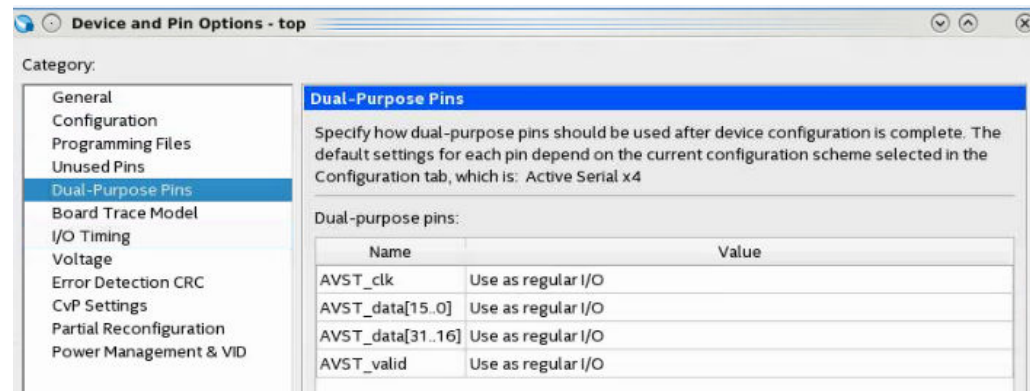 Device and Pin Options - top
Category:
General
Configuration
Programming Files
Unused Pins
Dual-Purpose Pins
Board Trace Model
I/O Timing
Voltage
Error Detection CRC
CvP Settings
Partial Reconfiguration
Power Management & VID
Dual-Purpose Pins
Specify how dual-purpose pins should be used after device configuration is complete. The
default settings for each pin depend on the current configuration scheme selected in the
Configuration tab, which is: Active Serial x4
Dual-purpose pins:
Name Value
AVST_clk Use as regular I/O
AVST_data[15..0] Use as regular I/O
AVST_data[31..16] Use as regular I/O
AVST_valid Use as regular I/O